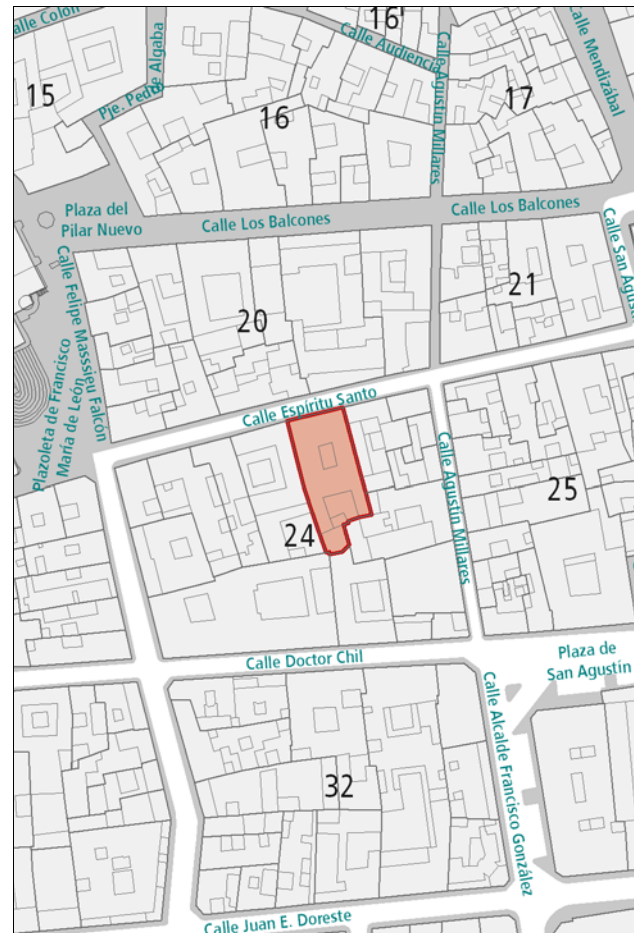 Calle Colón
15
Pje. Pedro de Algaba
16
16'
Calle Audiencia
Calle Agustín Millares
17
Calle Mendizábal
Plaza del
Pilar Nuevo
Calle Los Balcones
Calle Los Balcones
Calle San Agustín
Calle Felipe Masssieu Falcón
20
21
Plazoleta de Francisco
María de León
Calle Espíritu Santo
24
Calle Agustín Millares
25
Calle Doctor Chil
Plaza de
San Agustín
32
Calle Alcalde Francisco González
Calle Juan E. Doreste